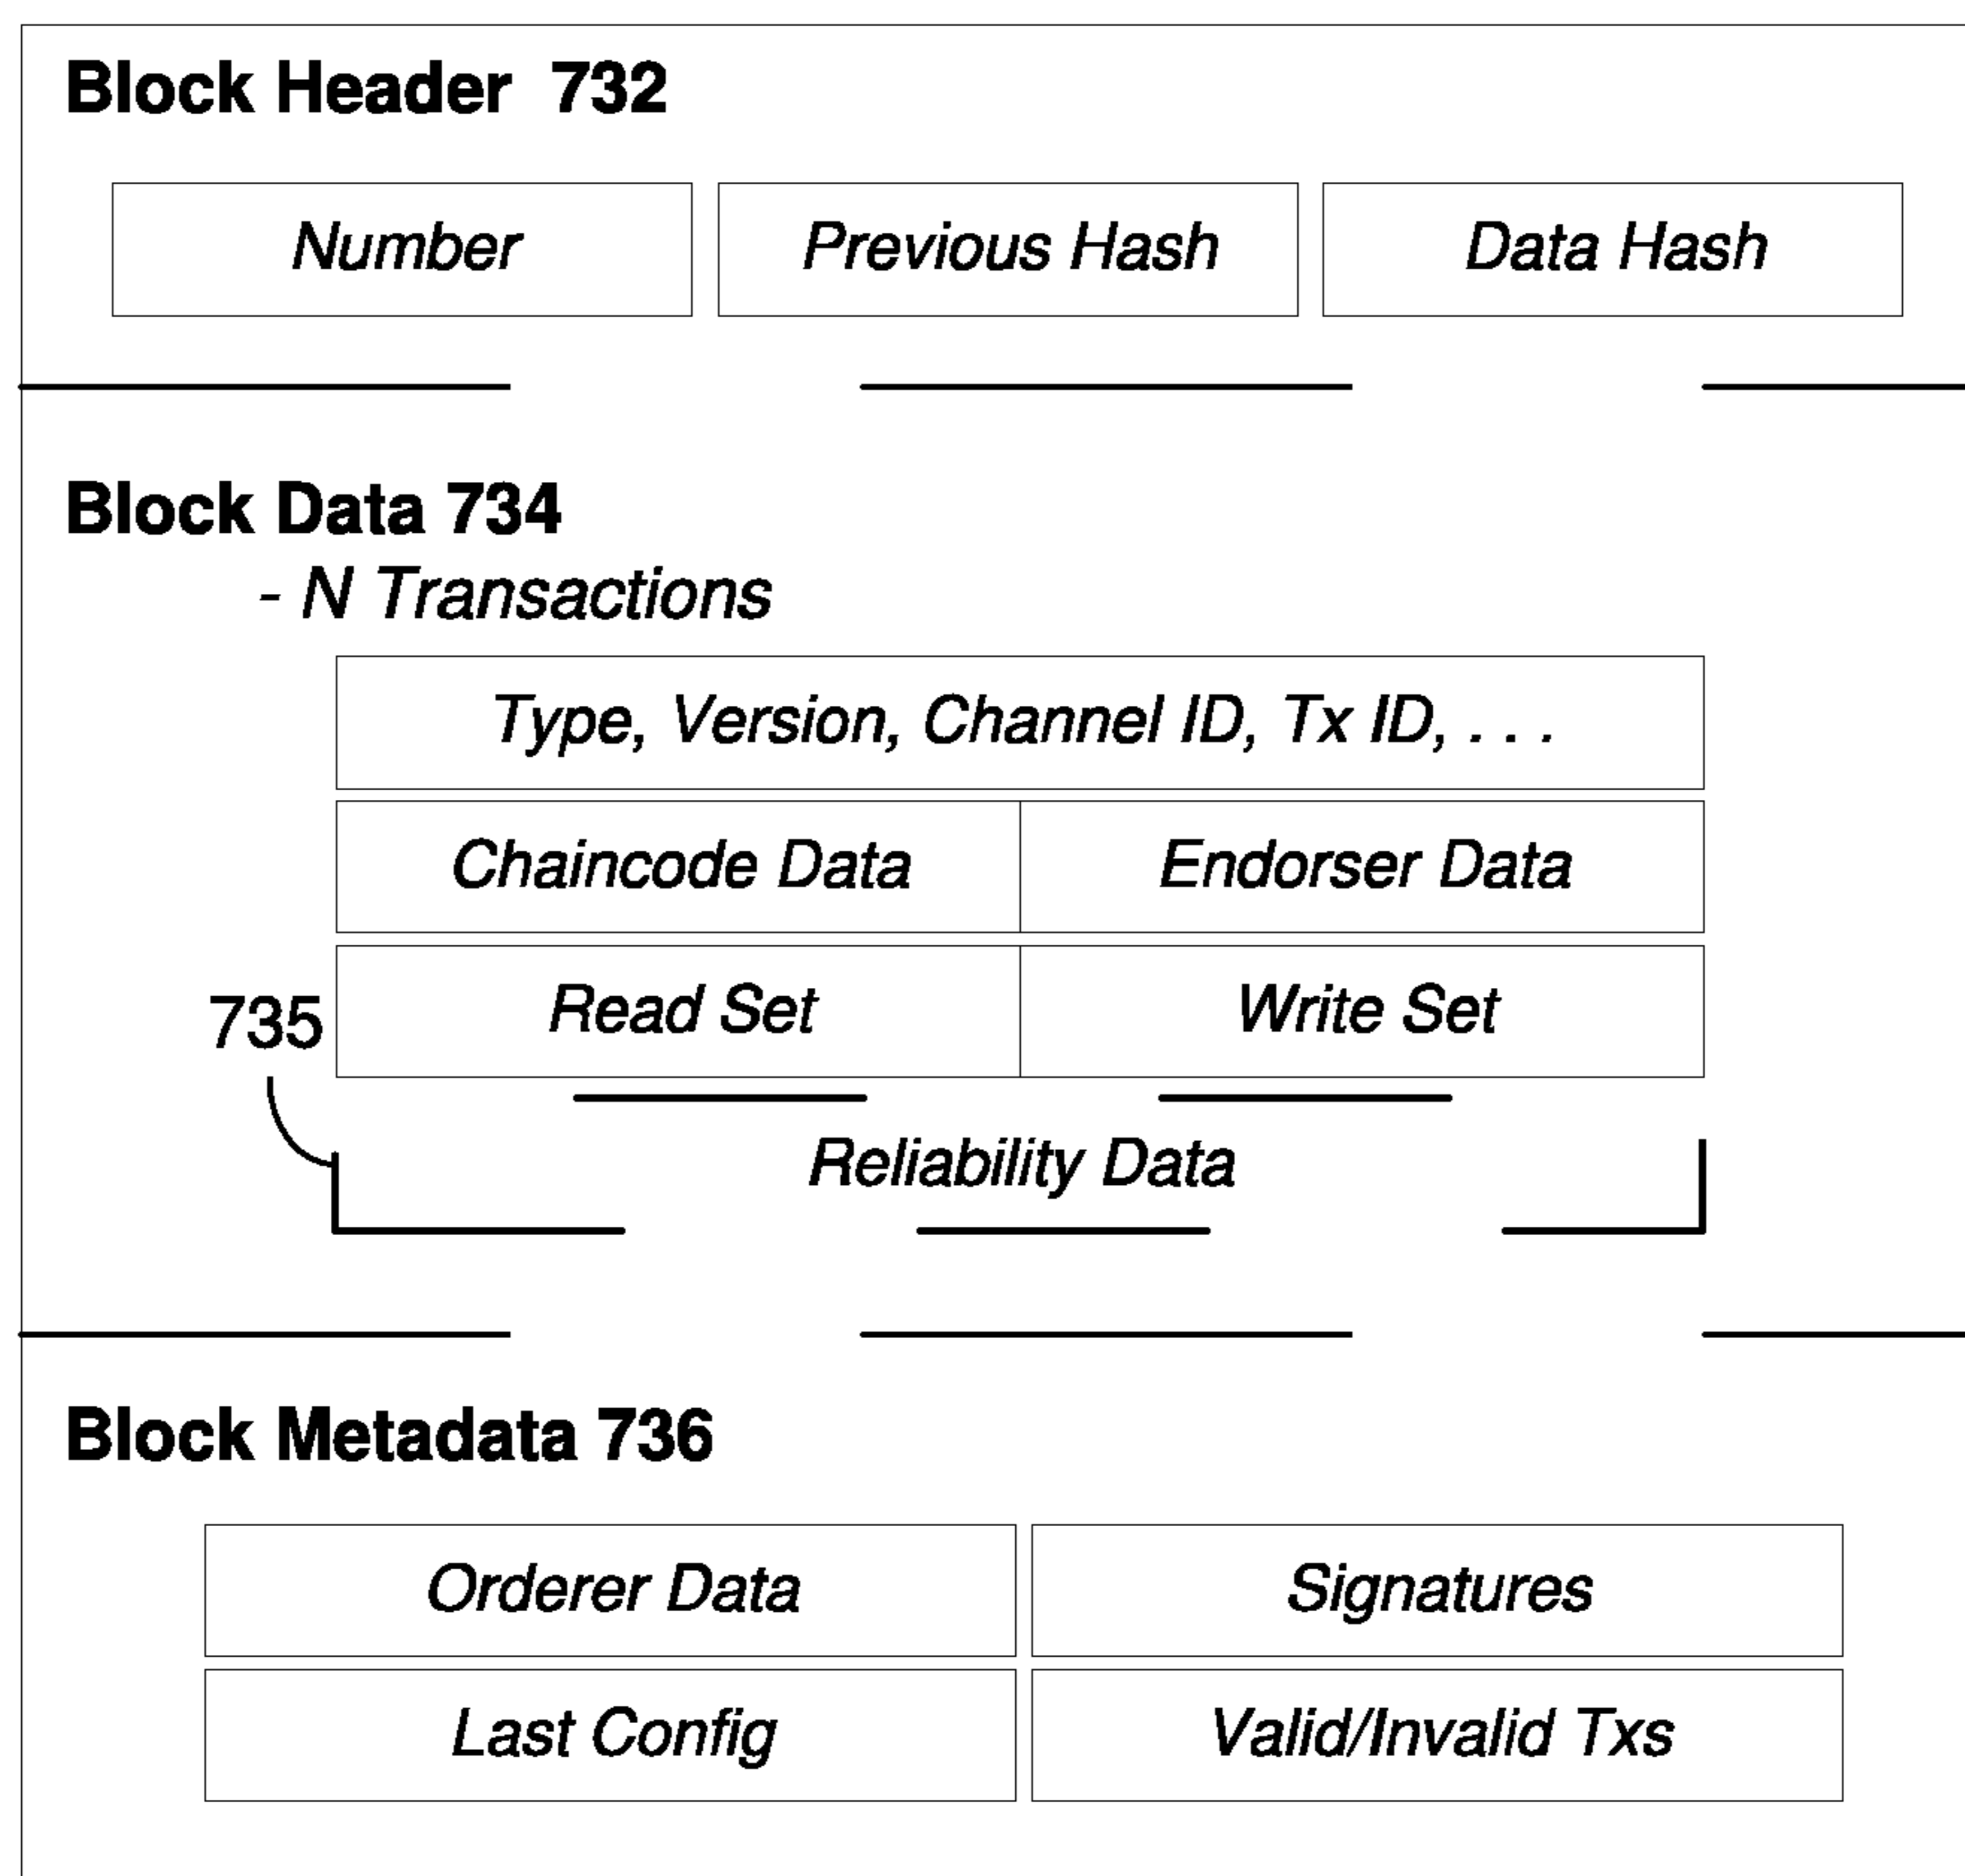 Block Header 732
Number Previous Hash Data Hash
Block Data 734
- N Transactions
Type, Version, Channel ID, Tx ID, . . .
Chaincode Data Endorser Data
735 Read Set Write Set
Reliability Data
Block Metadata 736
Orderer Data Signatures
Last Config Valid/Invalid Txs